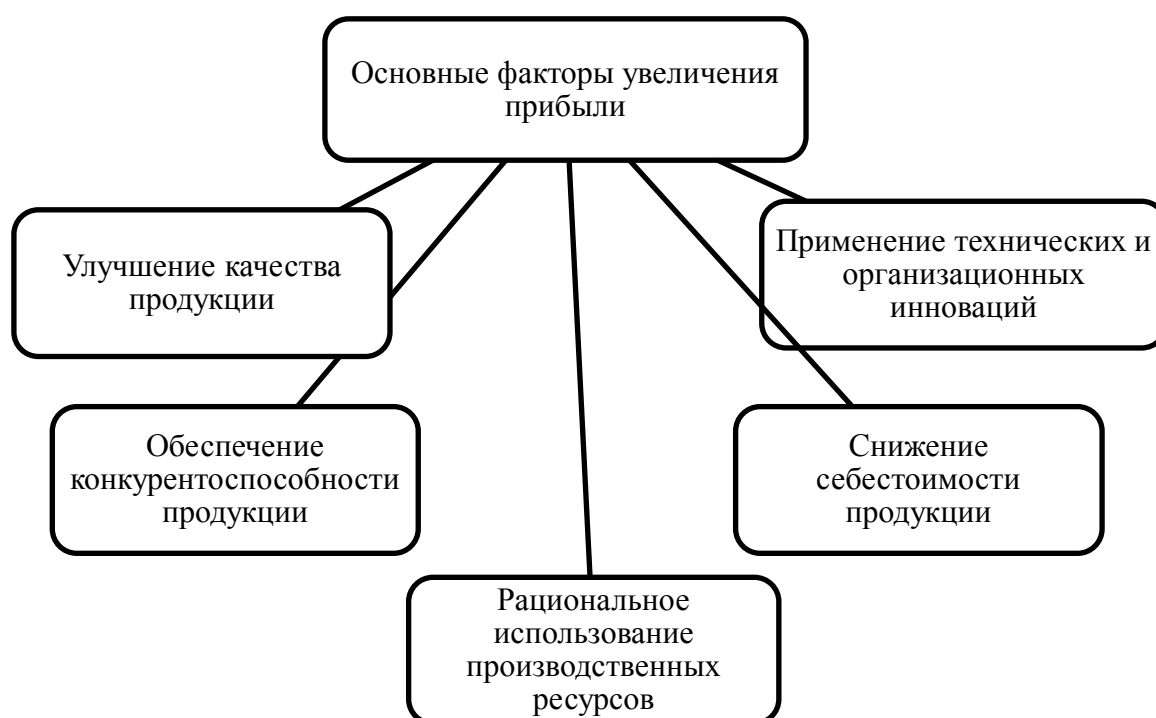 Основные факторы увеличения
прибыли
Улучшение качества
продукции
Применение технических и
организационных
инноваций
Обеспечение
конкурентоспособности
продукции
Снижение
себестоимости
продукции
Рациональное
использование
производственных
ресурсов